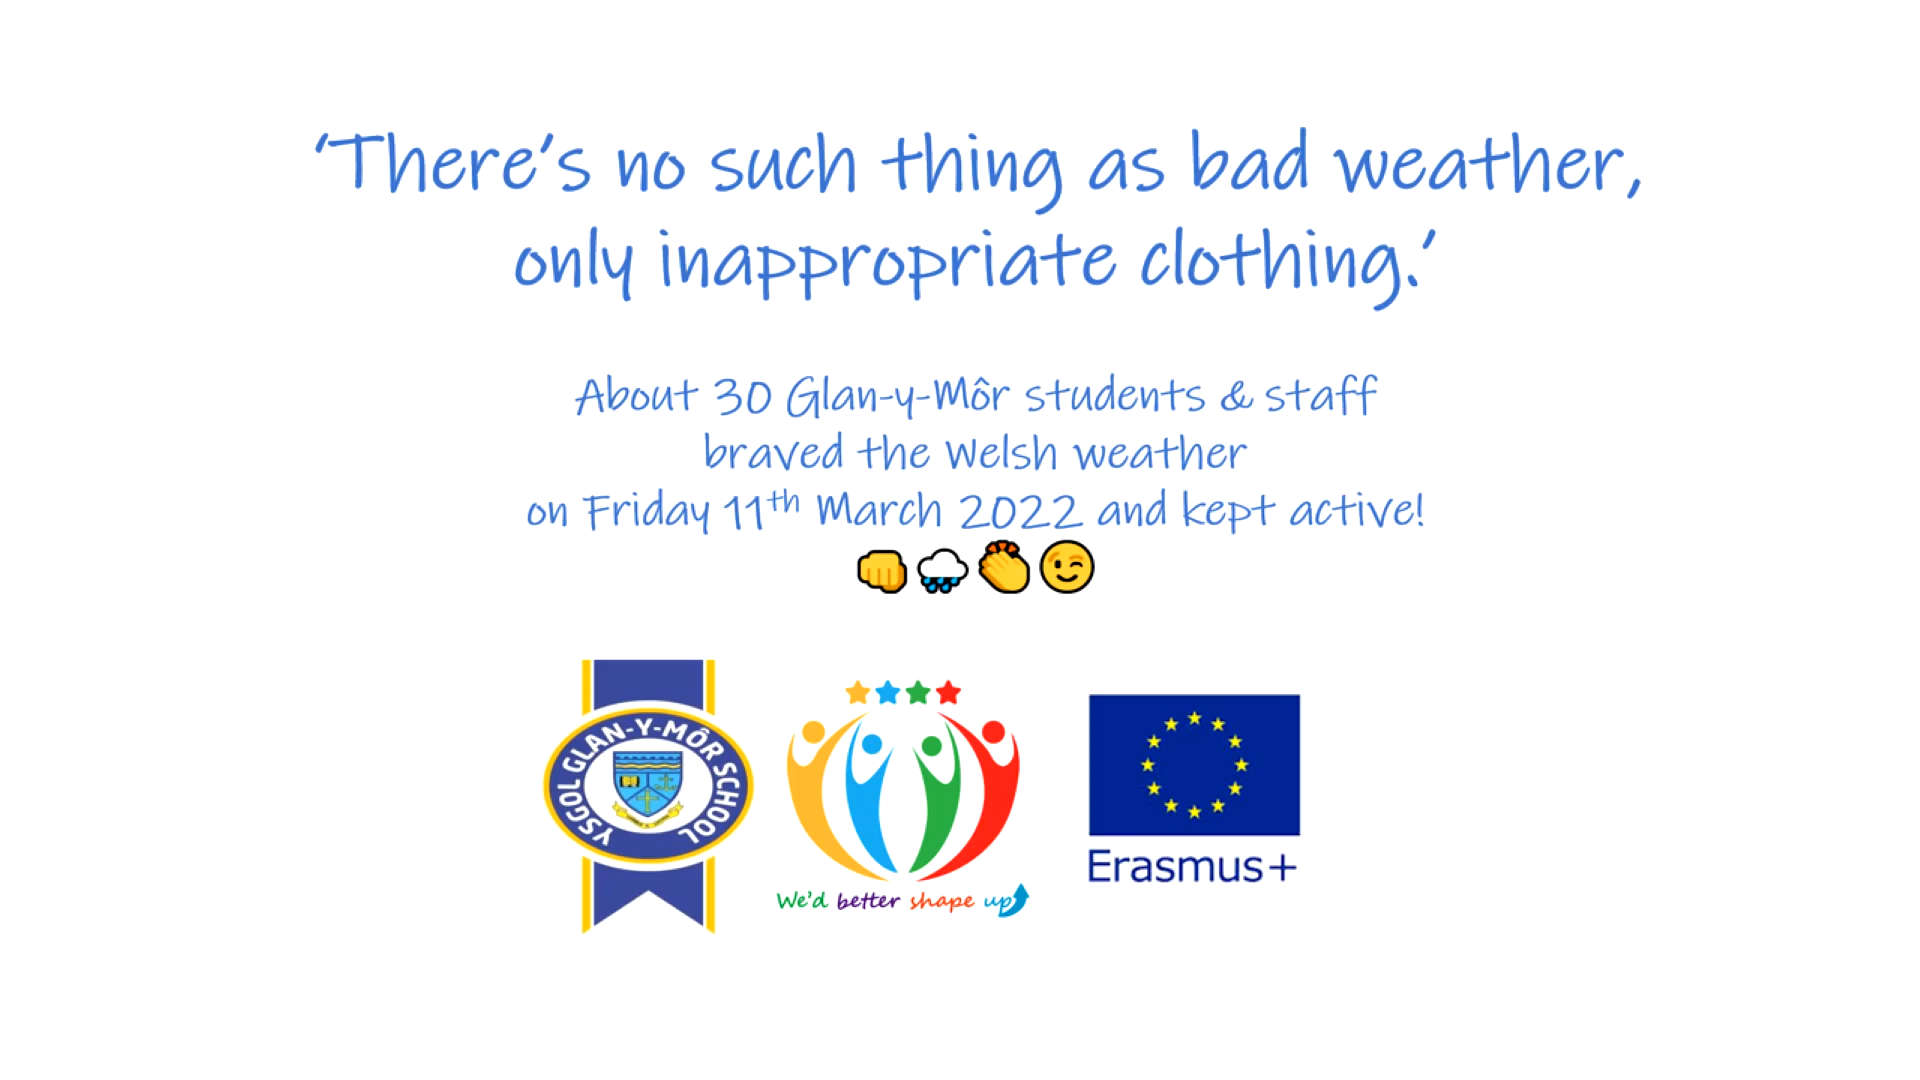 ‘There’s no such thing as bad weather,
only inappropriate clothing.’
About 30 Glan-y-Môr students & staff
braved the Welsh weather
on Friday 11th March 2022 and kept active!
YSGOL GLAN-Y-MÔR SCHOOL
We'd better shape up
Erasmus+